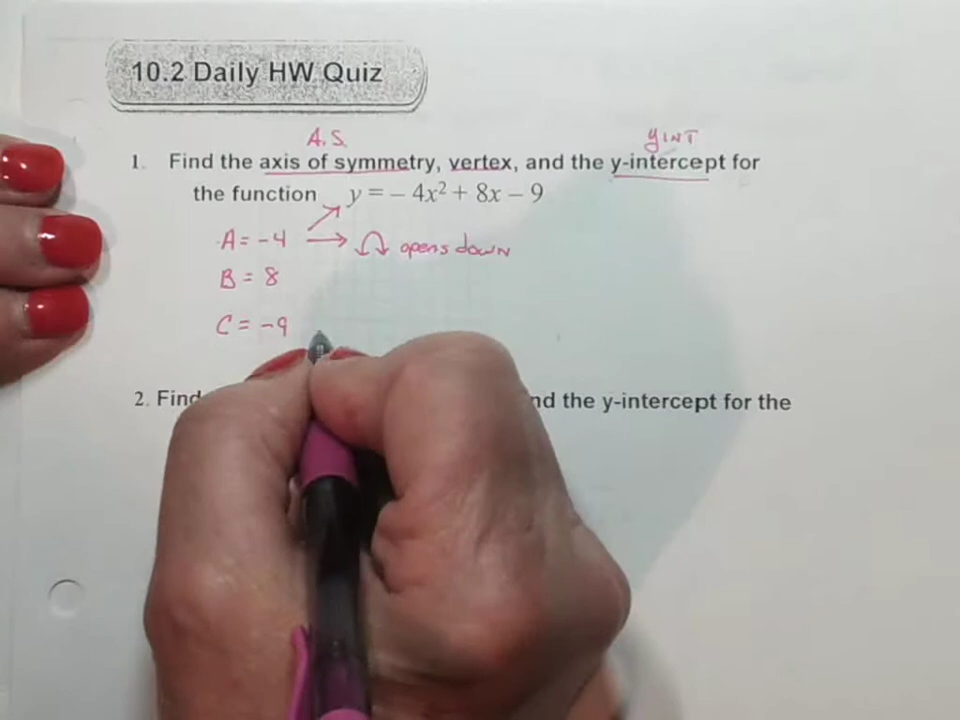 10.2 Daily HW Quiz
A.S. yINT
1. Find the axis of symmetry, vertex, and the y-intercept for
the function y = – 4x² + 8x – 9
A = -4 → ↗ → opens down
B = 8
C = -9
2. Find nd the y-intercept for the